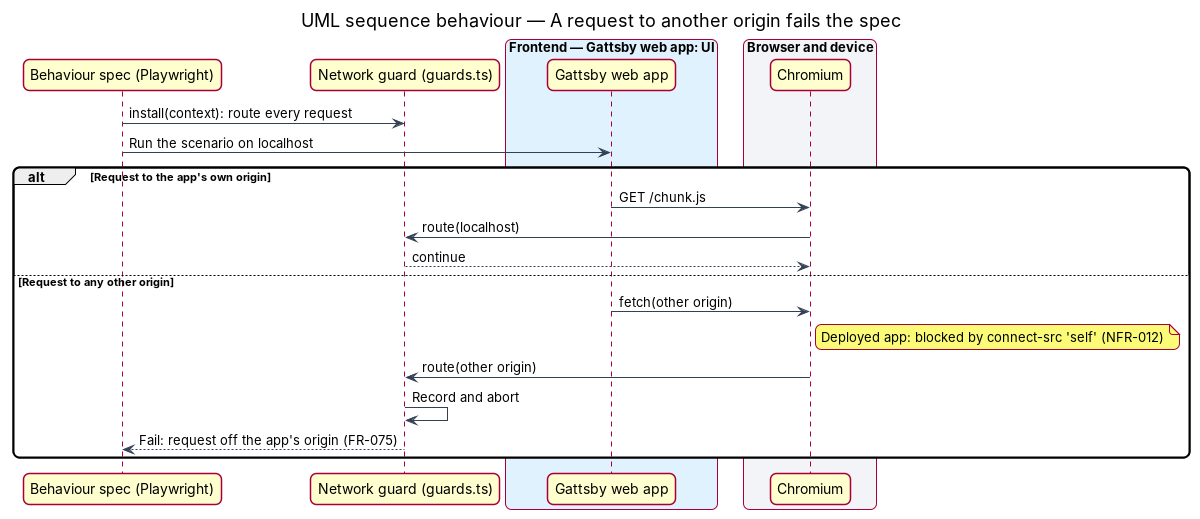 UML sequence behaviour — A request to another origin fails the spec
Frontend — Gattsby web app: UI
Browser and device
Behaviour spec (Playwright)
Network guard (guards.ts)
Gattsby web app
Chromium
install(context): route every request
Run the scenario on localhost
alt
[Request to the app's own origin]
GET /chunk.js
route(localhost)
continue
[Request to any other origin]
fetch(other origin)
Deployed app: blocked by connect-src 'self' (NFR-012)
route(other origin)
Record and abort
Fail: request off the app's origin (FR-075)
Behaviour spec (Playwright)
Network guard (guards.ts)
Gattsby web app
Chromium